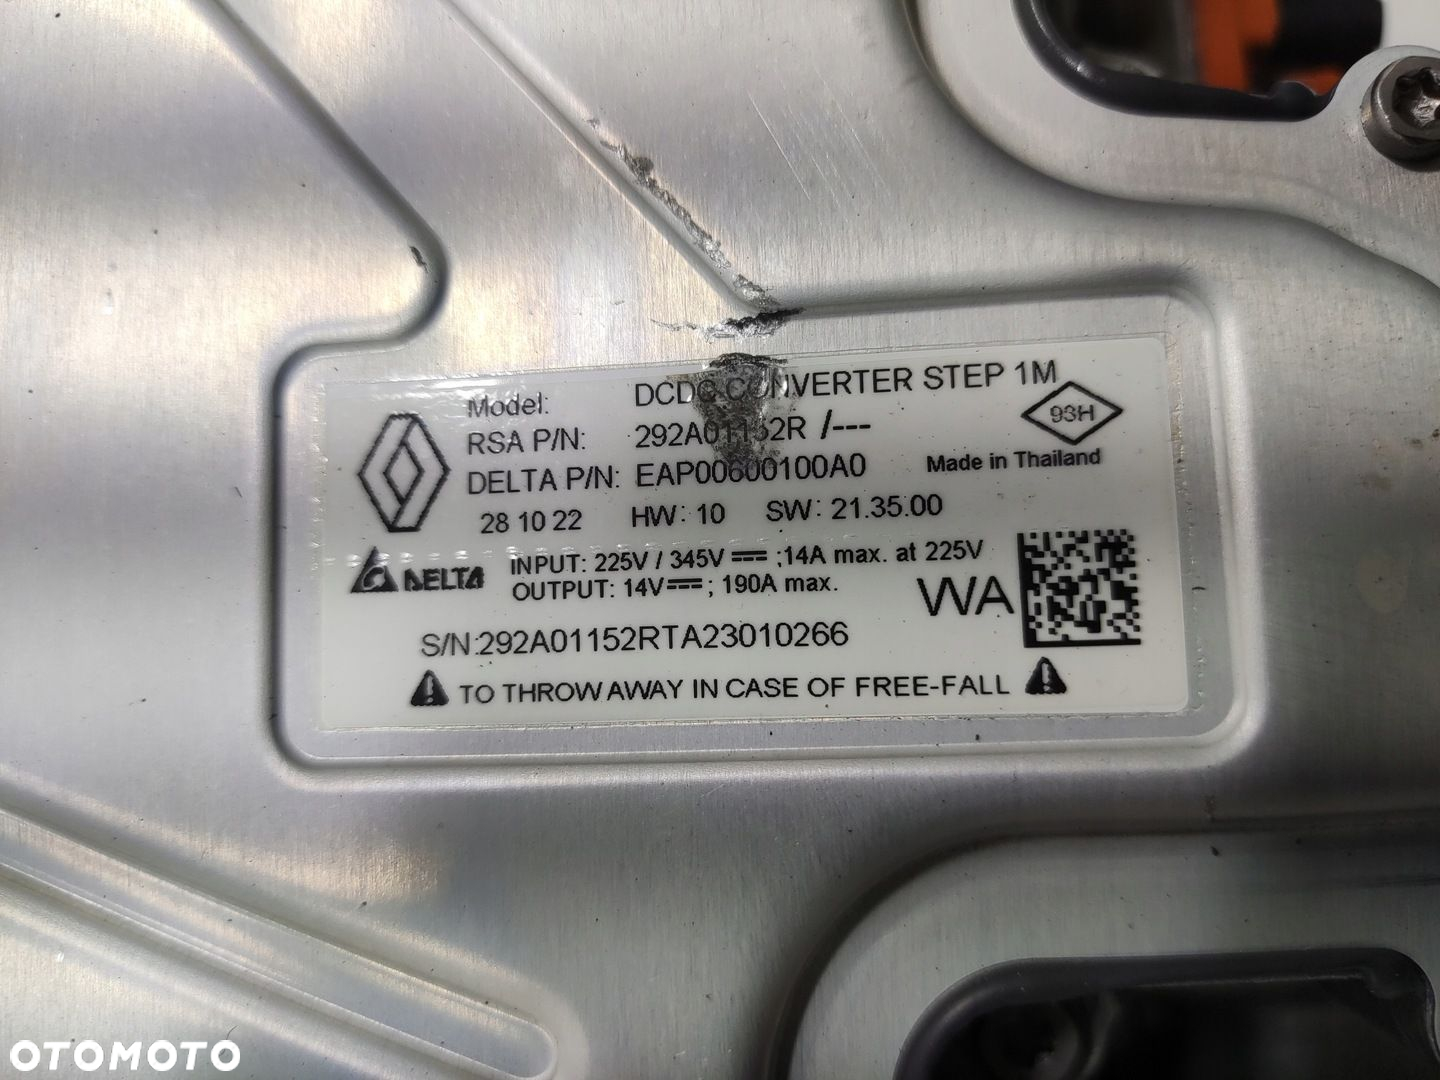 Model: DCDC CONVERTER STEP 1M
RSA P/N: 292A01152R /---
93H
DELTA P/N: EAP00600100A0
Made in Thailand
28 10 22 HW: 10 SW: 21.35.00
INPUT: 225V / 345V ⎓ ;14A max. at 225V
DELTA
OUTPUT: 14V⎓; 190A max.
WA
S/N:292A01152RTA23010266
TO THROW AWAY IN CASE OF FREE-FALL
OTOMOTO